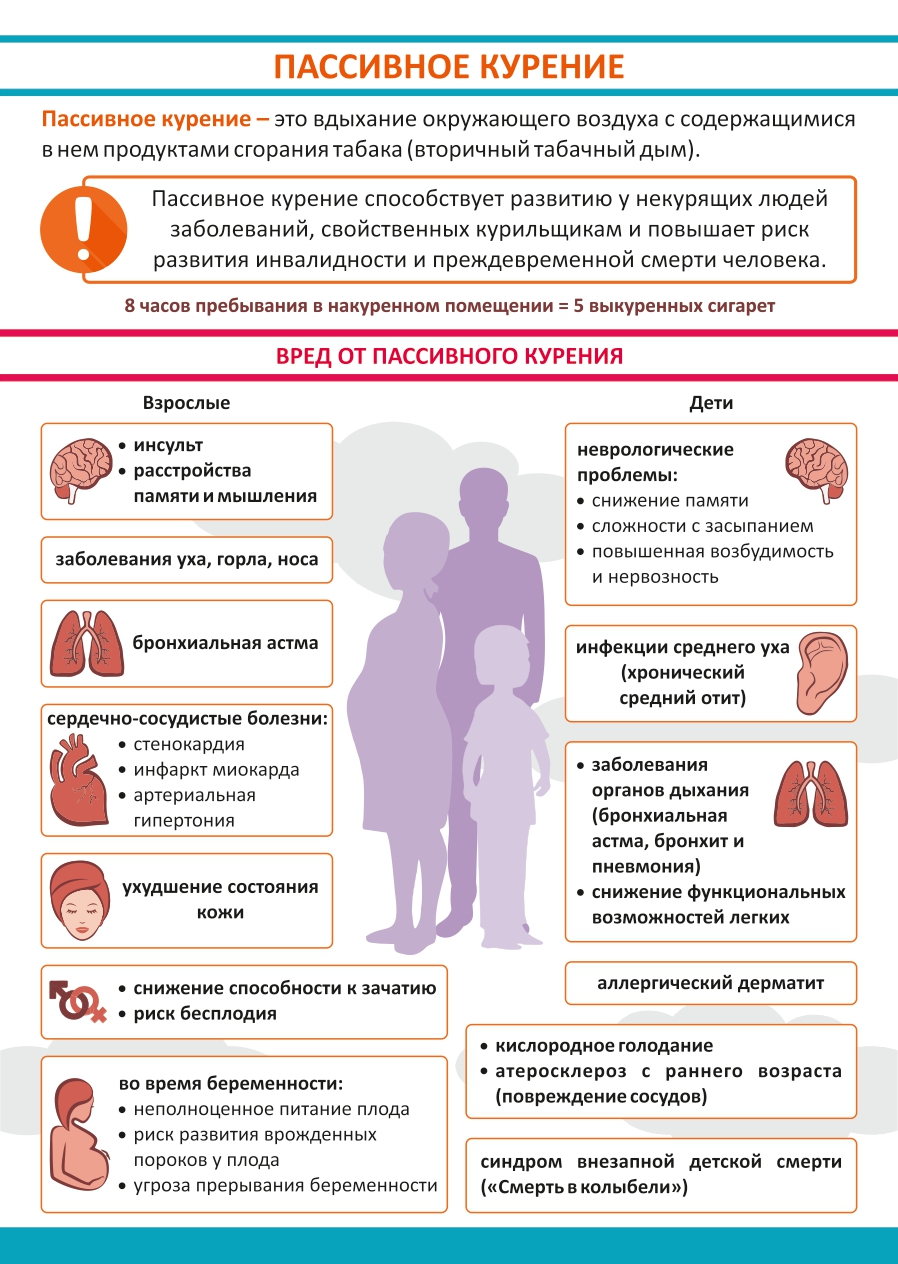 ПАССИВНОЕ КУРЕНИЕ
Пассивное курение – это вдыхание окружающего воздуха с содержащимися
в нем продуктами сгорания табака (вторичный табачный дым).
Пассивное курение способствует развитию у некурящих людей
заболеваний, свойственных курильщикам и повышает риск
развития инвалидности и преждевременной смерти человека.
8 часов пребывания в накуренном помещении = 5 выкуренных сигарет
ВРЕД ОТ ПАССИВНОГО КУРЕНИЯ
Взрослые
• инсульт
• расстройства
памяти и мышления
заболевания уха, горла, носа
бронхиальная астма
сердечно-сосудистые болезни:
• стенокардия
• инфаркт миокарда
• артериальная
гипертония
ухудшение состояния
кожи
• снижение способности к зачатию
• риск бесплодия
во время беременности:
• неполноценное питание плода
• риск развития врожденных
пороков у плода
• угроза прерывания беременности
Дети
неврологические
проблемы:
• снижение памяти
• сложности с засыпанием
• повышенная возбудимость
и нервозность
инфекции среднего уха
(хронический
средний отит)
• заболевания
органов дыхания
(бронхиальная
астма, бронхит и
пневмония)
• снижение функциональных
возможностей легких
аллергический дерматит
• кислородное голодание
• атеросклероз с раннего возраста
(повреждение сосудов)
синдром внезапной детской смерти
(«Смерть в колыбели»)